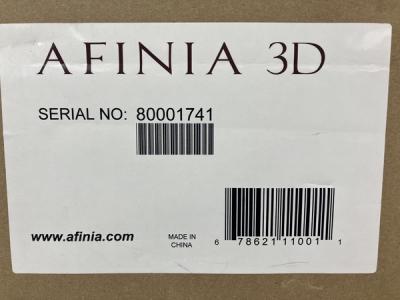 AFINIA 3D
SERIAL NO: 80001741
www.afinia.com
MADE IN
CHINA
6 78621 11001 1